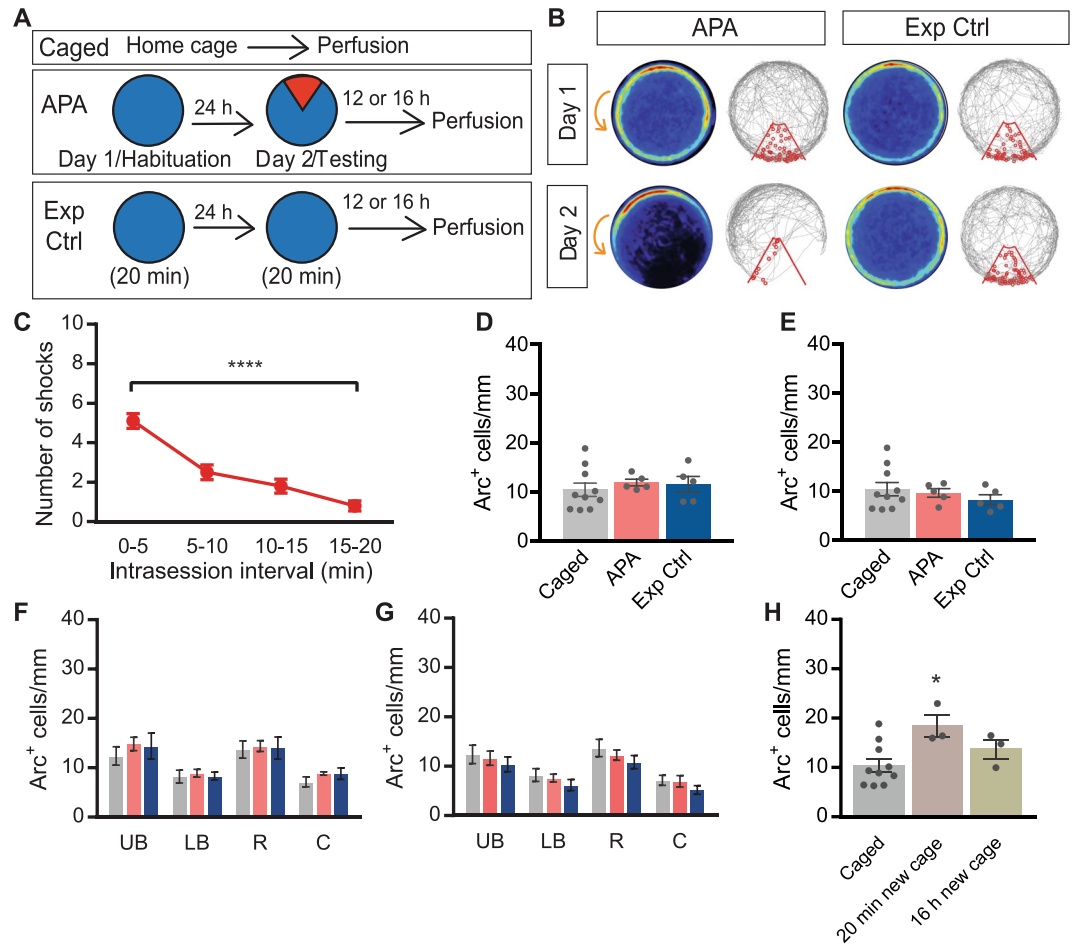 A
Caged Home cage Perfusion
APA
24 h
12 or 16 h
Perfusion
Day 1/Habituation Day 2/Testing
Exp
Ctrl
24 h
12 or 16 h
Perfusion
(20 min) (20 min)
B
APA Exp Ctrl
Day 1
Day 2
C
10
8
6
4
2
0
Number of shocks
****
0-5 5-10 10-15 15-20
Intrasession interval (min)
D
40
30
20
10
0
Arc+ cells/mm
Caged APA Exp Ctrl
E
40
30
20
10
0
Arc+ cells/mm
Caged APA Exp Ctrl
F
40
30
20
10
0
Arc+ cells/mm
UB LB R C
G
40
30
20
10
0
Arc+ cells/mm
UB LB R C
H
40
30
20
10
0
Arc+ cells/mm
*
Caged 20 min new cage 16 h new cage